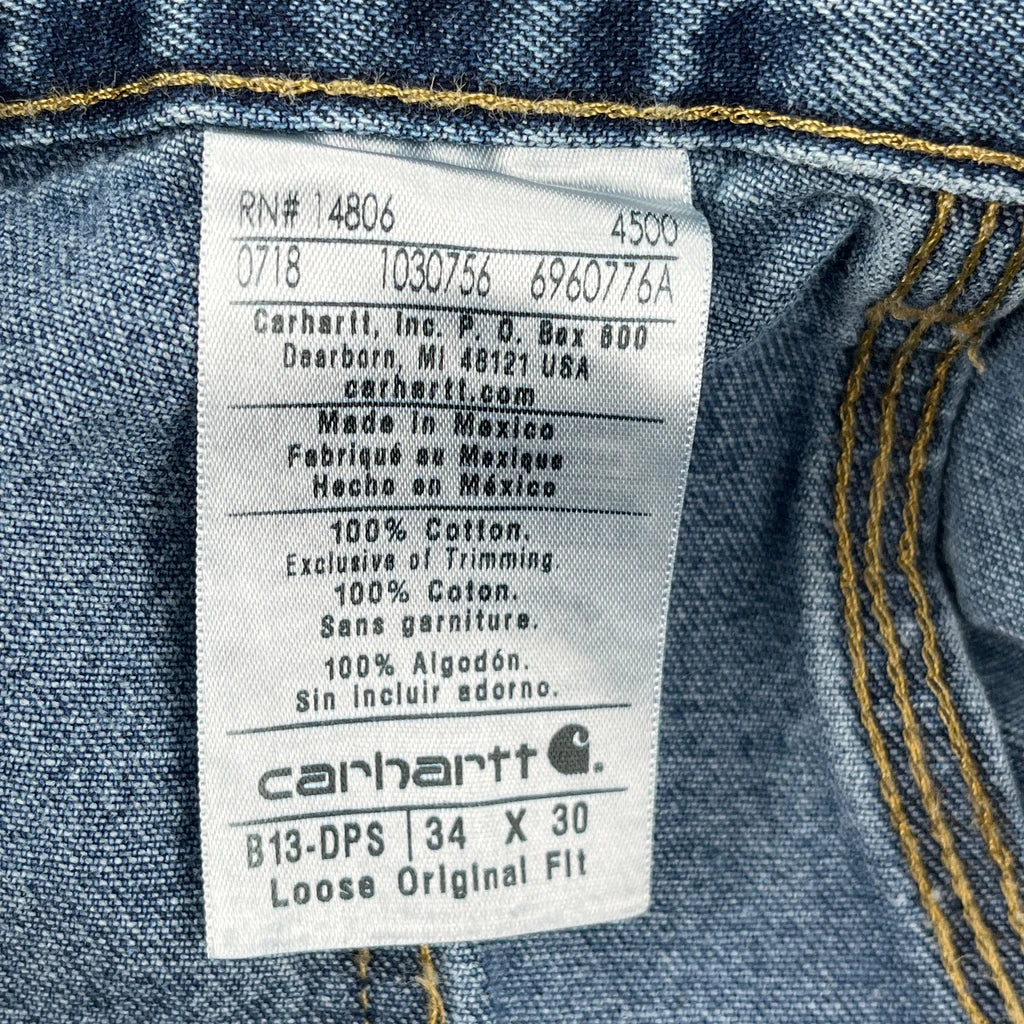 RN# 14806 4500
0718 1030756 6960776A
Carhartt, Inc. P. O. Box 600
Dearborn, MI 48121 USA
carhartt.com
Made in Mexico
Fabriqué au Mexique
Hecho en México
100% Cotton.
Exclusive of Trimming
100% Coton.
Sans garniture.
100% Algodón.
Sin incluir adorno.
carhartt
B13-DPS | 34 X 30
Loose Original Fit